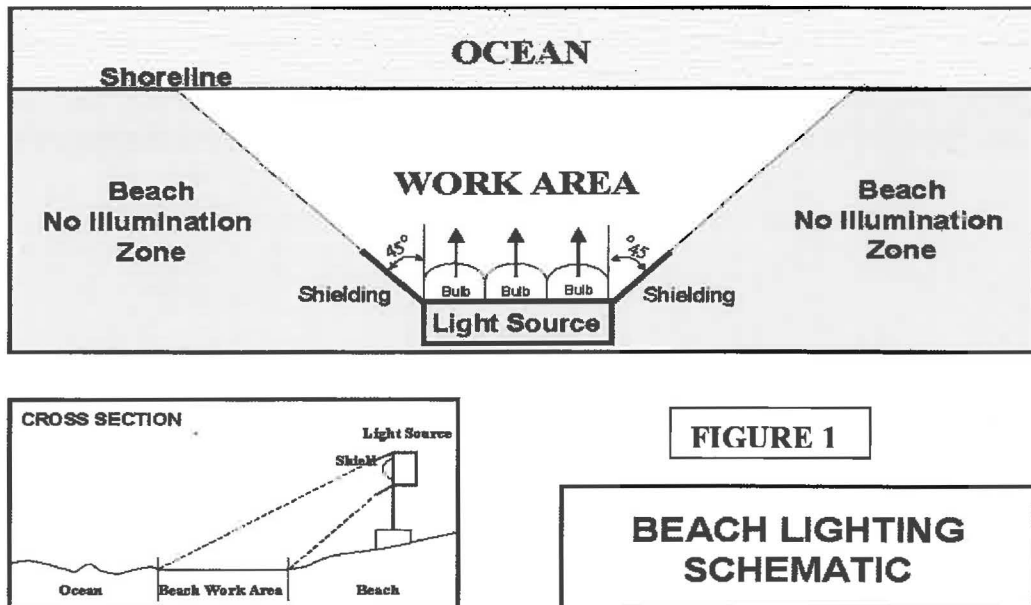 OCEAN
Shoreline
WORK AREA
Beach
No Illumination
Zone
Beach
No Illumination
Zone
45°
°45
Shielding
Bulb
Bulb
Bulb
Shielding
Light Source
CROSS SECTION
Light Source
Shield
Ocean
Beach Work Area
Beach
FIGURE 1
BEACH LIGHTING
SCHEMATIC